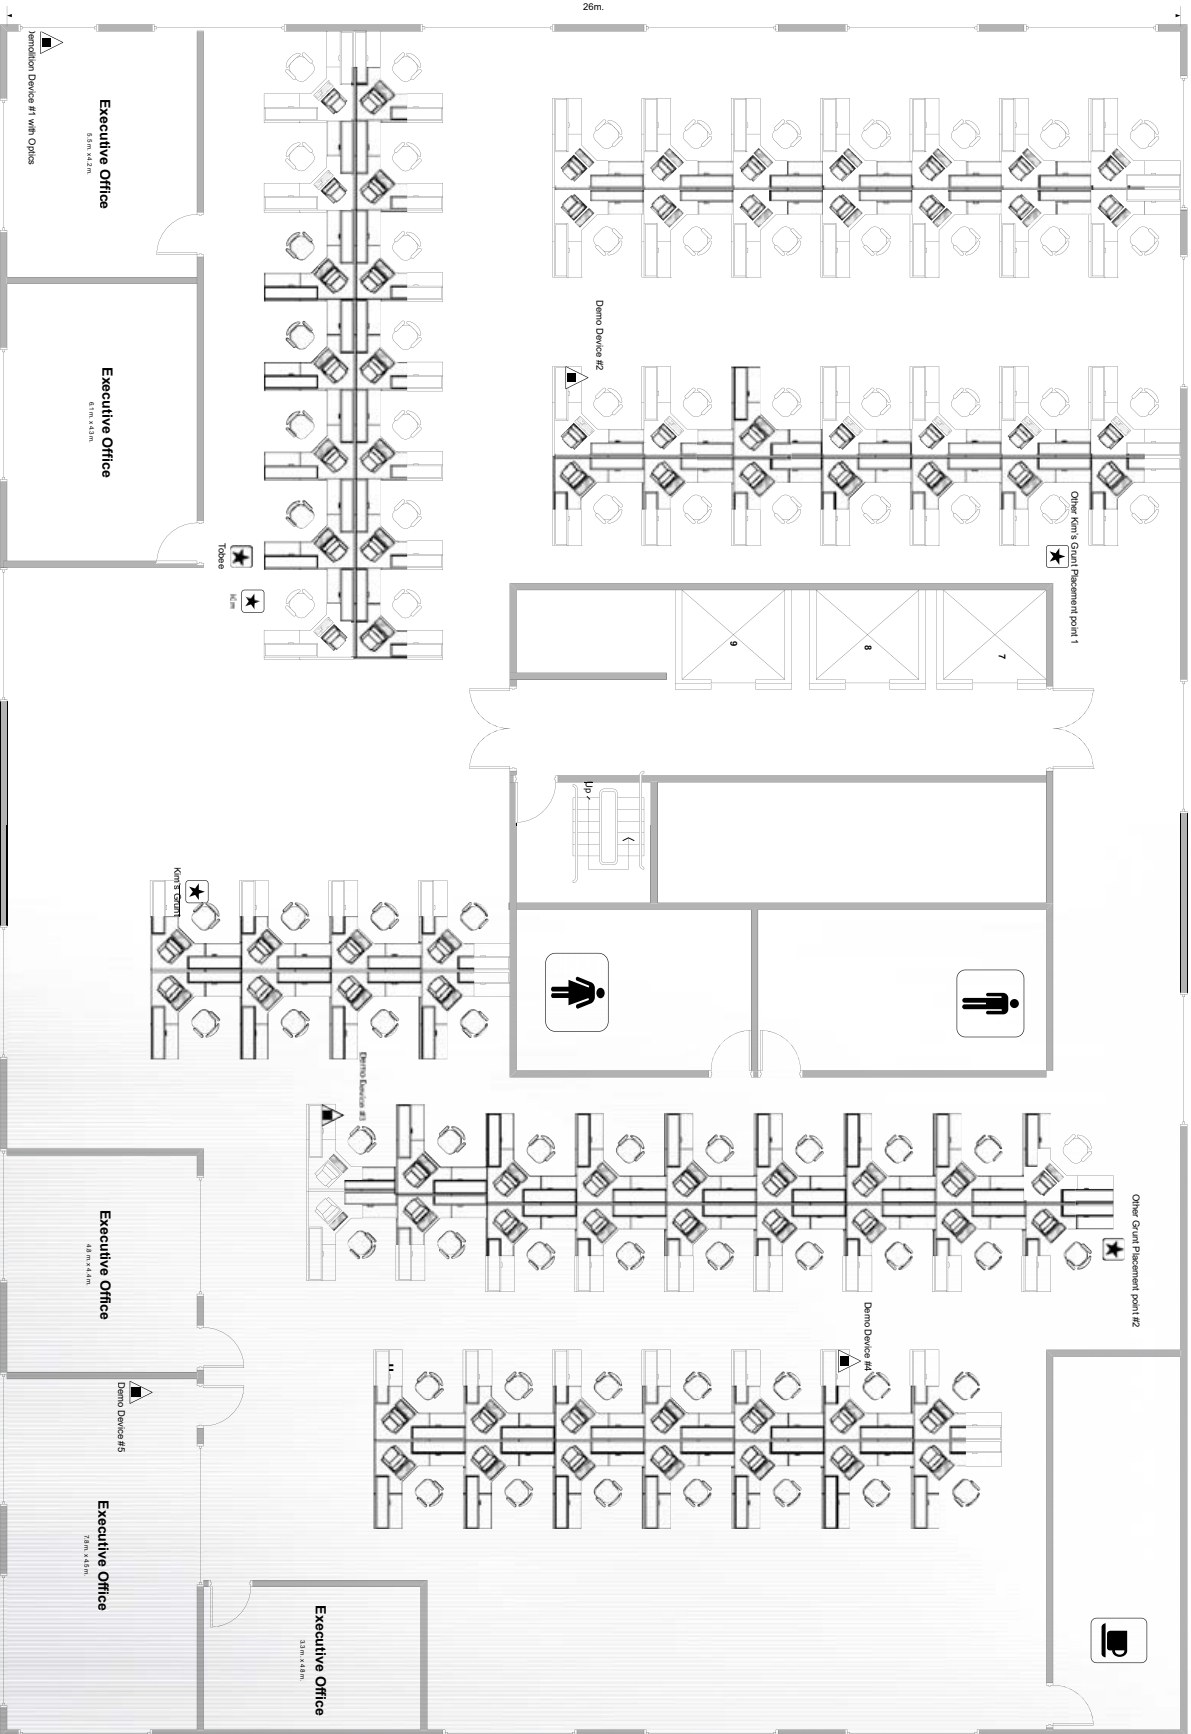 26m.
Demolition Device #1 with Optics
Executive Office
5.5 m. x 4.2 m.
Demo Device #2
Executive Office
6.1 m. x 4.3 m.
Other Kim's Grunt Placement point 1
Tobee
Kim
9
8
7
Up
Kim's Grunt
Demo Device #3
Other Grunt Placement point #2
Executive Office
4.8 m. x 4.4 m.
Demo Device #4
Demo Device #5
Executive Office
7.8 m. x 4.5 m.
Executive Office
3.3 m. x 4.8 m.